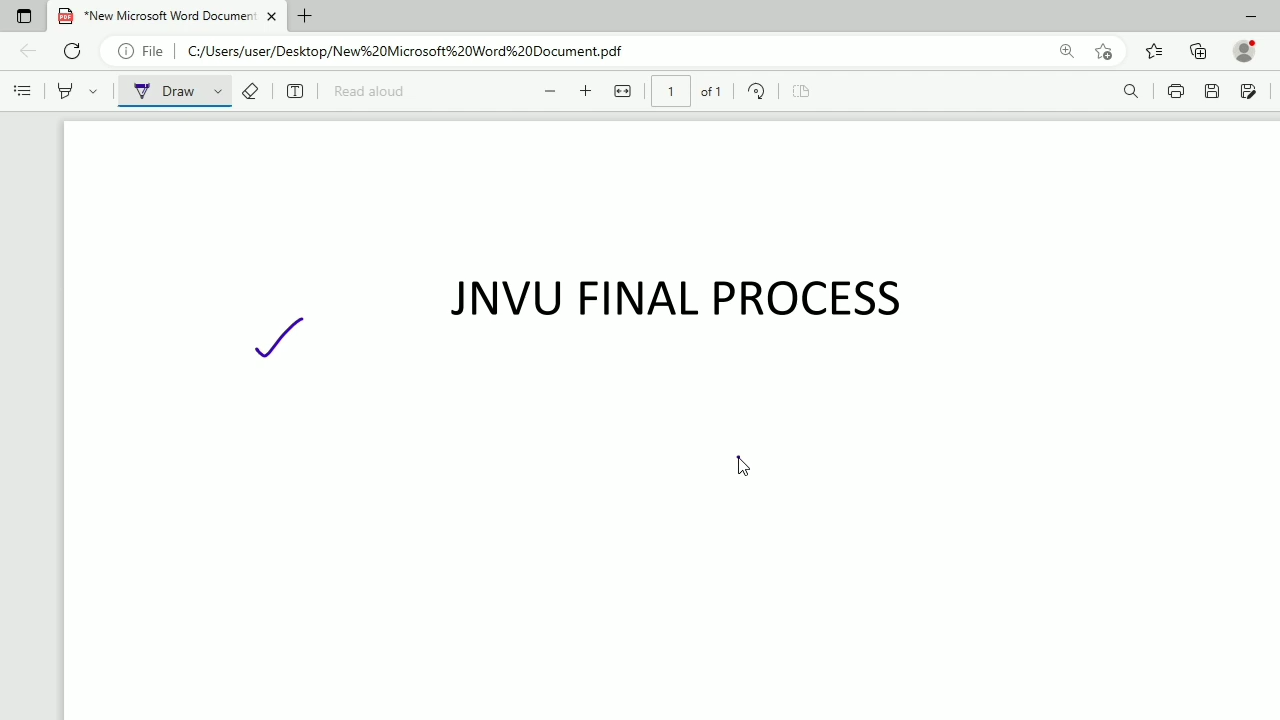 *New Microsoft Word Document
File
C:/Users/user/Desktop/New%20Microsoft%20Word%20Document.pdf
Draw
Read aloud
1
of 1
JNVU FINAL PROCESS